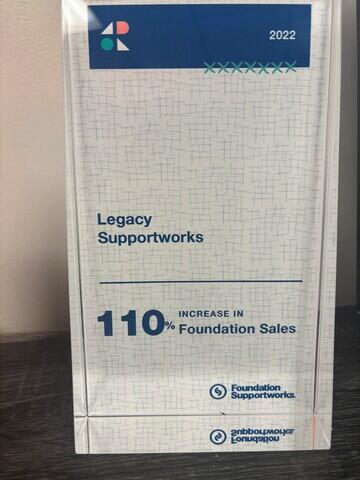 2022
Legacy
Supportworks
110% INCREASE IN
Foundation Sales
Foundation
Supportworks.